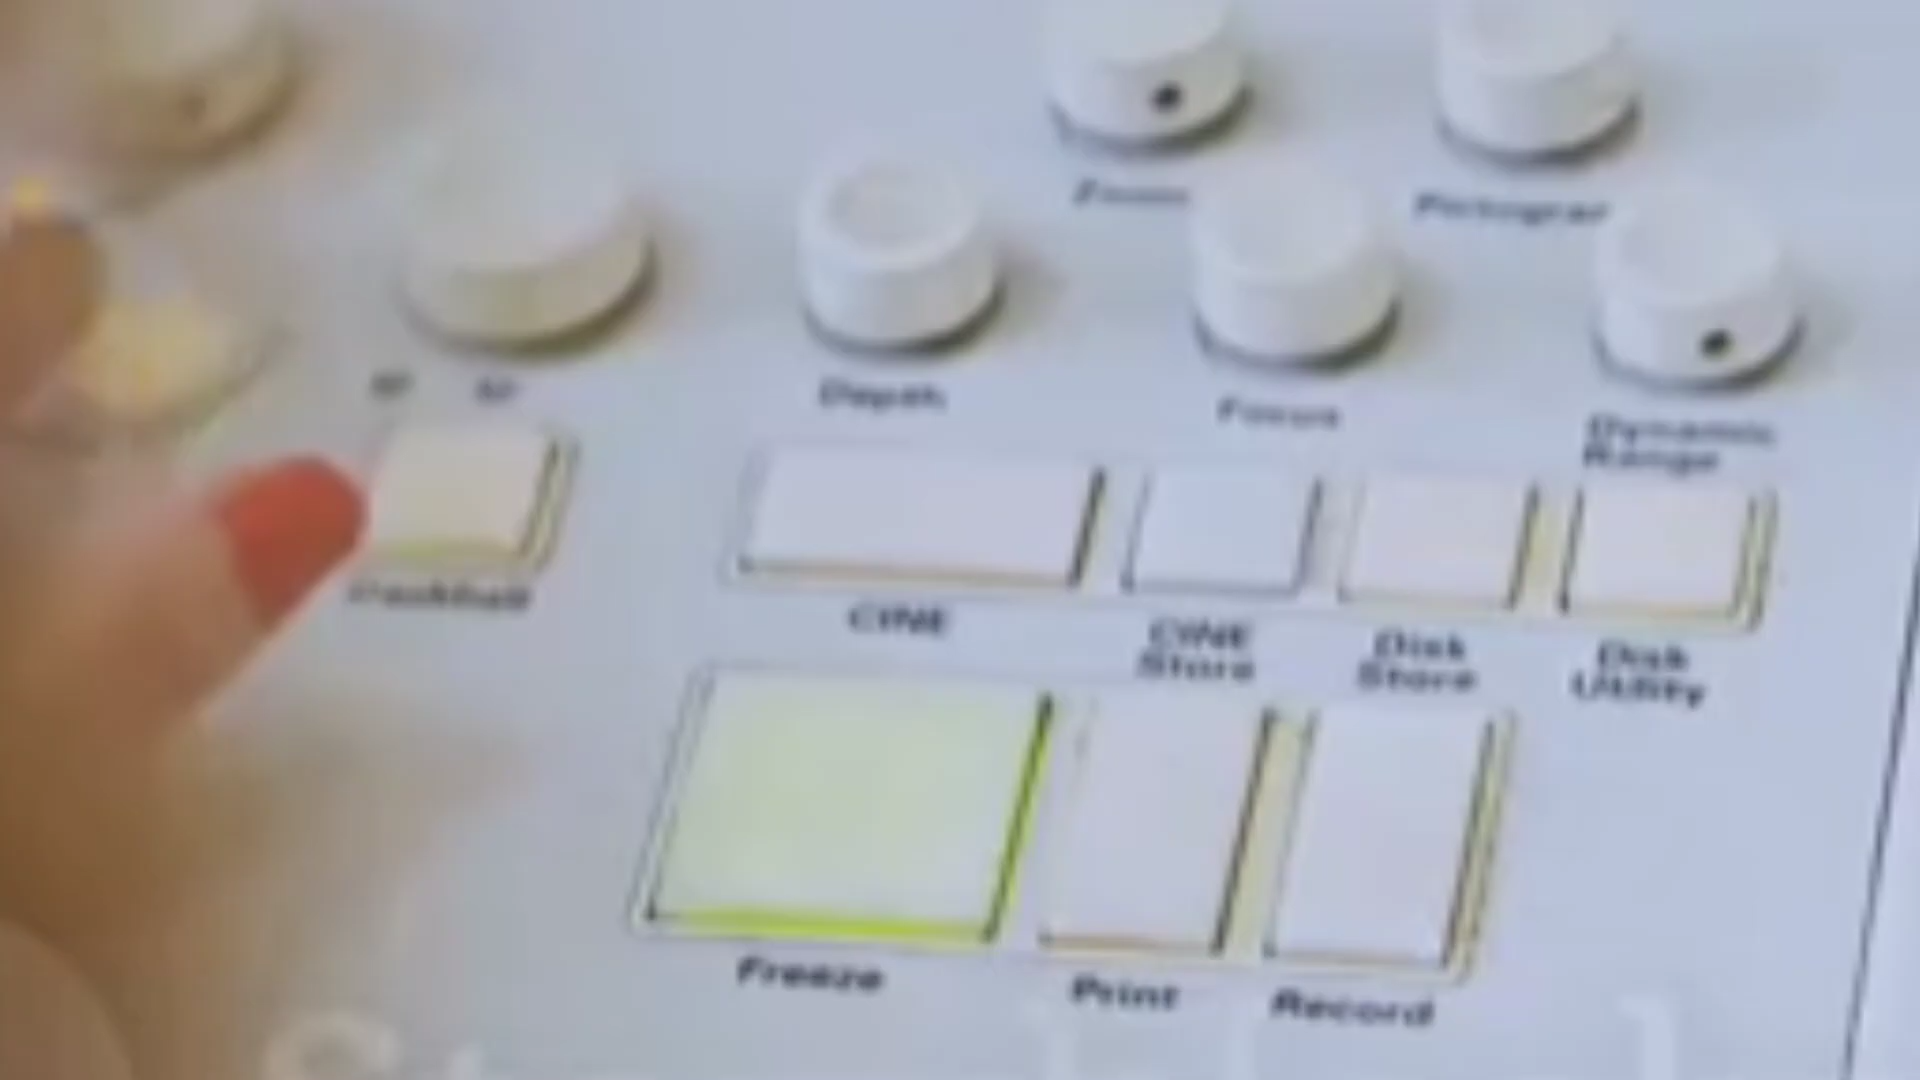 Zoom
Depth
Focus
Dynamic
Range
CINE
CINE
Store
Disk
Store
Disk
Utility
Freeze
Print
Record